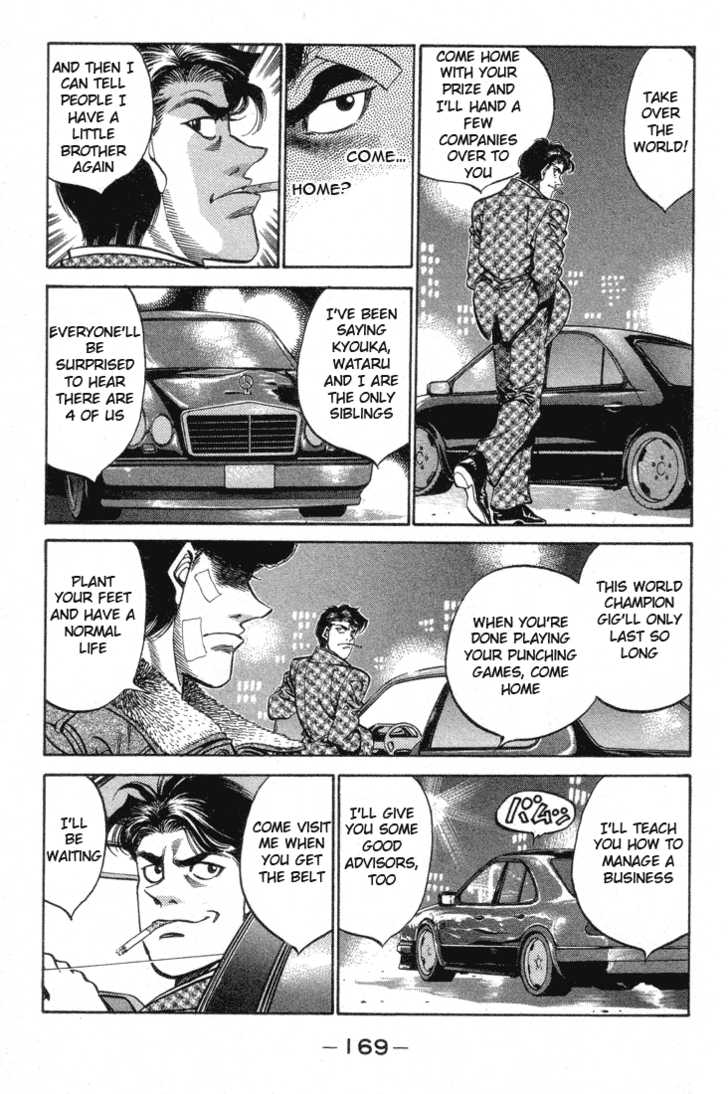 TAKE
OVER
THE
WORLD!
COME HOME
WITH YOUR
PRIZE AND
I'LL HAND A
FEW
COMPANIES
OVER TO
YOU
COME...
HOME?
AND THEN I
CAN TELL
PEOPLE I
HAVE A
LITTLE
BROTHER
AGAIN
I'VE BEEN
SAYING
KYOUKA,
WATARU
AND I ARE
THE ONLY
SIBLINGS
EVERYONE'LL
BE
SURPRISED
TO HEAR
THERE ARE
4 OF US
THIS WORLD
CHAMPION
GIG'LL ONLY
LAST SO
LONG
WHEN YOU'RE
DONE PLAYING
YOUR PUNCHING
GAMES, COME
HOME
PLANT
YOUR FEET
AND HAVE A
NORMAL
LIFE
I'LL TEACH
YOU HOW TO
MANAGE A
BUSINESS
バムッ
I'LL GIVE
YOU SOME
GOOD
ADVISORS,
TOO
COME VISIT
ME WHEN
YOU GET
THE BELT
I'LL
BE
WAITING
—169—